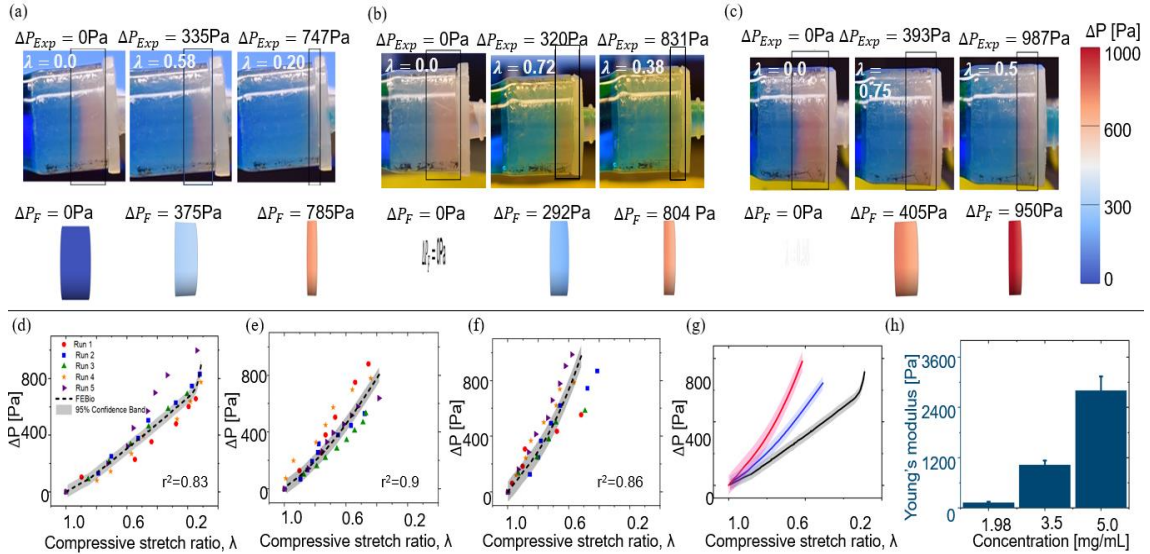 (a)
ΔP_Exp = 0Pa ΔP_Exp = 335Pa ΔP_Exp = 747Pa
λ = 0.0 λ = 0.58 λ = 0.20
ΔP_F = 0Pa ΔP_F = 375Pa ΔP_F = 785Pa
(b)
ΔP_Exp = 0Pa ΔP_Exp = 320Pa ΔP_Exp = 831Pa
λ = 0.0 λ = 0.72 λ = 0.38
ΔP_F = 0Pa ΔP_F = 292Pa ΔP_F = 804 Pa
ΔP_F = 0Pa
(c)
ΔP_Exp = 0Pa ΔP_Exp = 393Pa ΔP_Exp = 987Pa
λ = 0.0 λ = 0.75 λ = 0.5
ΔP_F = 0Pa ΔP_F = 405Pa ΔP_F = 950Pa
ΔP [Pa]
1000
600
300
0
(d)
Run 1
Run 2
Run 3
Run 4
Run 5
FEBio
95% Confidence Band
r²=0.83
ΔP [Pa]
800
400
0
1.0 0.6 0.2
Compressive stretch ratio, λ
(e)
r²=0.9
ΔP [Pa]
800
400
0
1.0 0.6 0.2
Compressive stretch ratio, λ
(f)
r²=0.86
ΔP [Pa]
800
400
0
1.0 0.6 0.2
Compressive stretch ratio, λ
(g)
ΔP [Pa]
800
400
0
1.0 0.6 0.2
Compressive stretch ratio, λ
(h)
Young's modulus [Pa]
3600
2400
1200
0
1.98 3.5 5.0
Concentration [mg/mL]